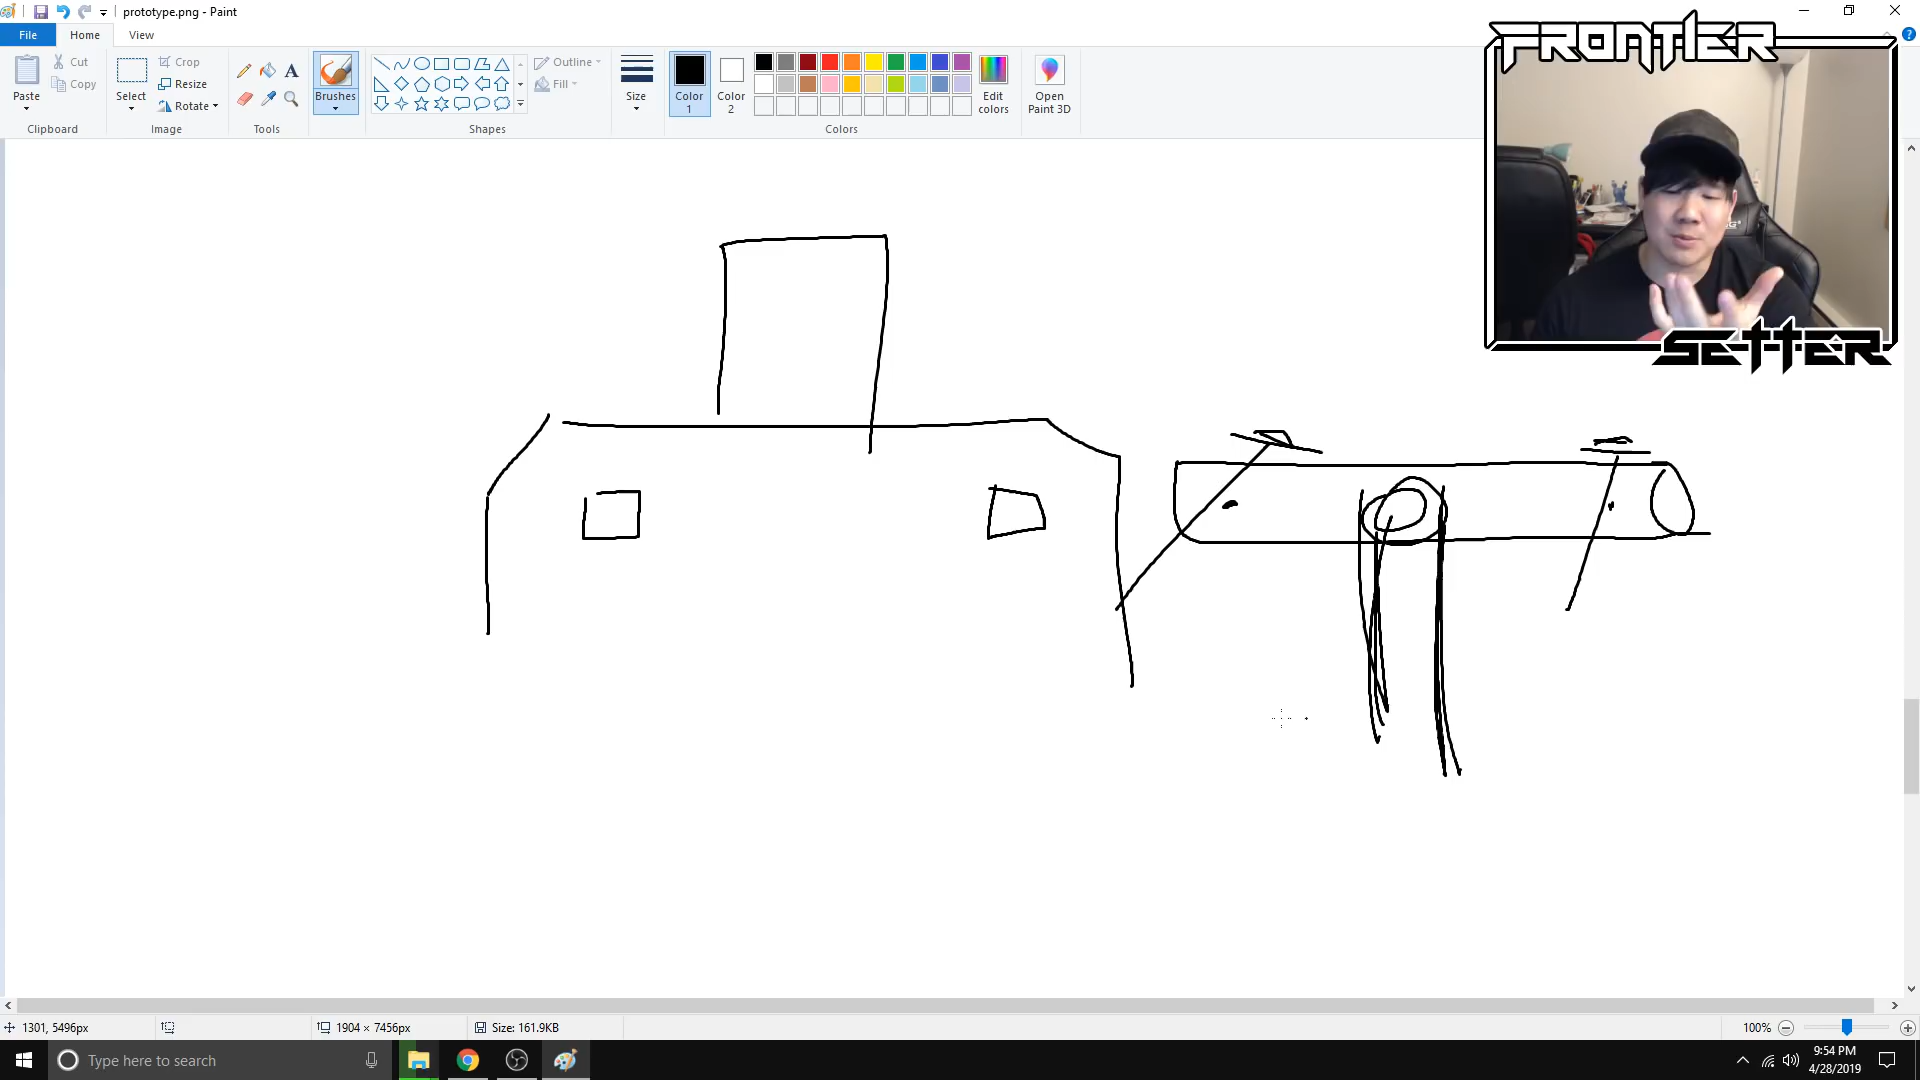 prototype.png - Paint
File
Home
View
Paste
Cut
Copy
Clipboard
Select
Crop
Resize
Rotate
Image
Tools
Brushes
Shapes
Outline
Fill
Size
Color
1
Color
2
Colors
Edit
colors
Open
Paint 3D
FRONTIER
SETTER
1301, 5496px
1904 × 7456px
Size: 161.9KB
100%
Type here to search
9:54 PM
4/28/2019